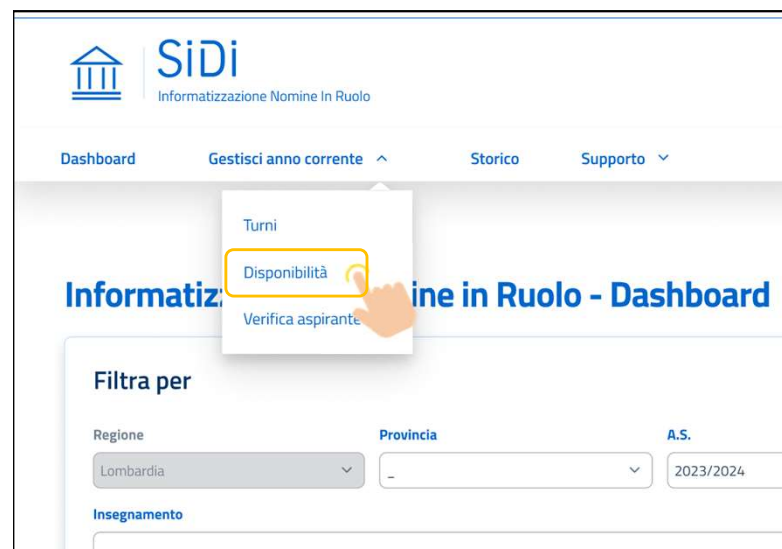 SiDi
Informatizzazione Nomine In Ruolo
Dashboard Gestisci anno corrente Storico Supporto
Turni
Disponibilità
Verifica aspirante
Informatiz ine in Ruolo - Dashboard
Filtra per
Regione Provincia A.S.
Lombardia _ 2023/2024
Insegnamento